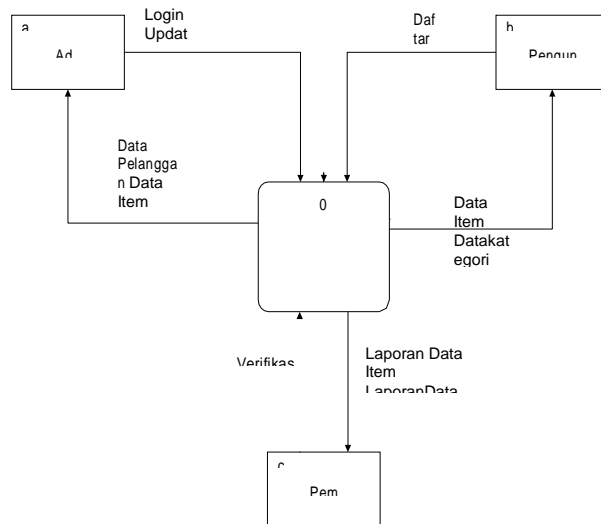 a
Ad
Login
Updat
Daf
tar
b
Pengun
Data
Pelangga
n Data
Item
0
Data
Item
Datakat
egori
Verifikas
Laporan Data
Item
LaporanData
c
Pem